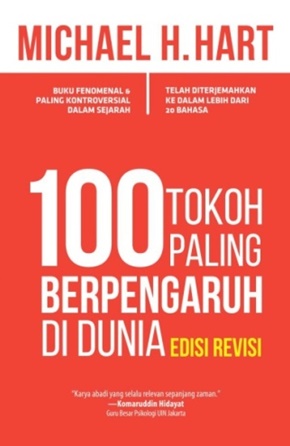 MICHAEL H. HART
BUKU FENOMENAL &
PALING KONTROVERSIAL
DALAM SEJARAH
TELAH DITERJEMAHKAN
KE DALAM LEBIH DARI
20 BAHASA
100 TOKOH
PALING
BERPENGARUH
DI DUNIA EDISI REVISI
"Karya abadi yang selalu relevan sepanjang zaman."
—Komaruddin Hidayat
Guru Besar Psikologi UIN Jakarta